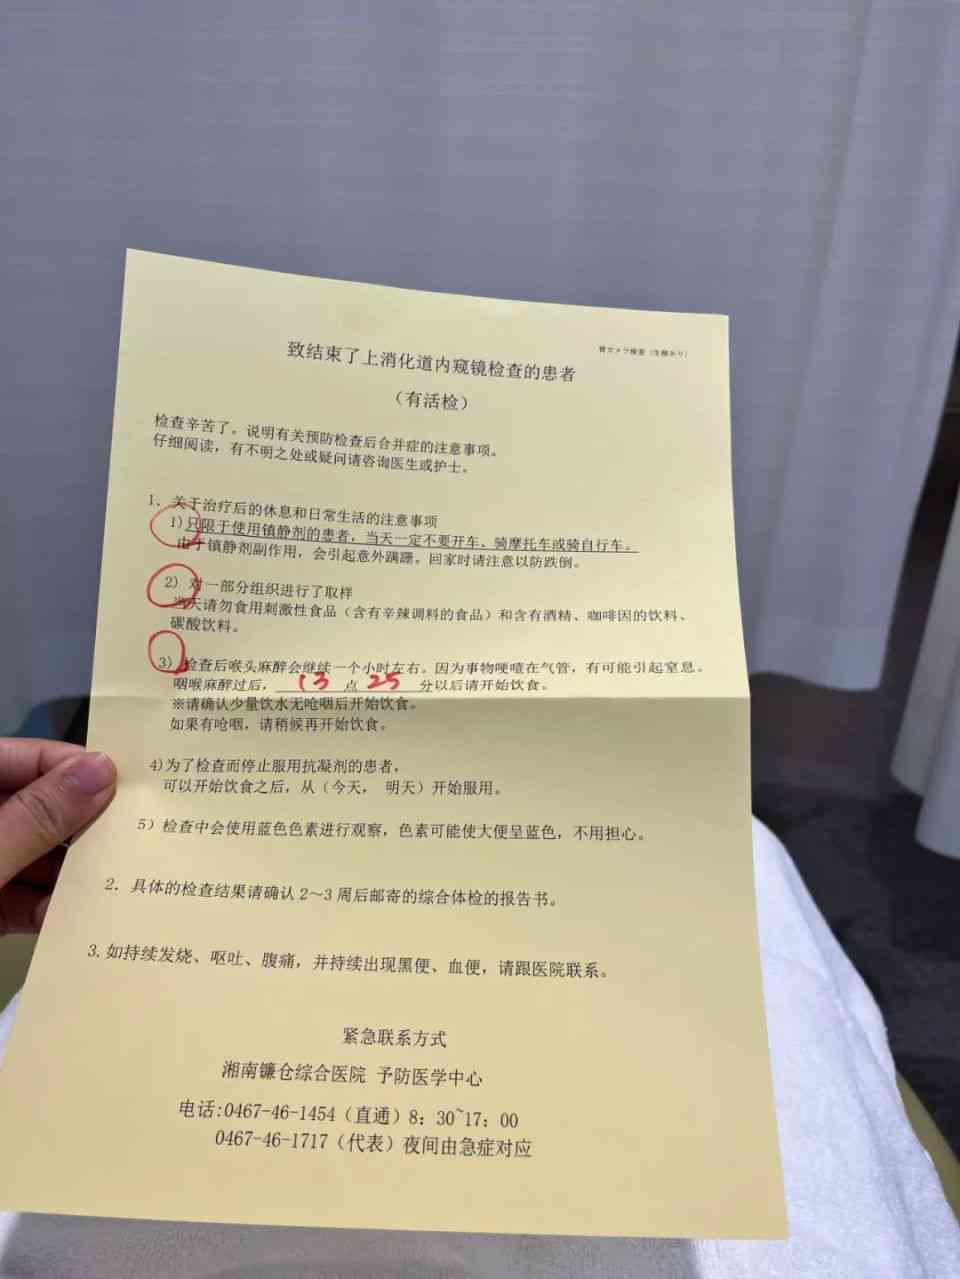 胃カメラ検査（生検あり）
致结束了上消化道内窥镜检查的患者
（有活检）
检查辛苦了。说明有关预防检查后合并症的注意事项。
仔细阅读，有不明之处或疑问请咨询医生或护士。
1. 关于治疗后的休息和日常生活的注意事项
1)只限于使用镇静剂的患者，当天一定不要开车、骑摩托车或骑自行车。
由于镇静剂副作用，会引起意外蹒跚。回家时请注意以防跌倒。
2) 对一部分组织进行了取样
当天请勿食用刺激性食品（含有辛辣调料的食品）和含有酒精、咖啡因的饮料、
碳酸饮料。
3) 检查后喉头麻醉会继续一个小时左右。因为事物哽噎在气管，有可能引起窒息。
咽喉麻醉过后， 13 点 25 分以后请开始饮食。
※请确认少量饮水无呛咽后开始饮食。
如果有呛咽，请稍候再开始饮食。
4)为了检查而停止服用抗凝剂的患者，
可以开始饮食之后，从（今天， 明天）开始服用。
5) 检查中会使用蓝色色素进行观察，色素可能使大便呈蓝色，不用担心。
2. 具体的检查结果请确认 2～3 周后邮寄的综合体检的报告书。
3.如持续发烧、呕吐、腹痛，并持续出现黑便、血便，请跟医院联系。
紧急联系方式
湘南镰仓综合医院 予防医学中心
电话:0467-46-1454（直通）8：30~17：00
0467-46-1717（代表）夜间由急症对应